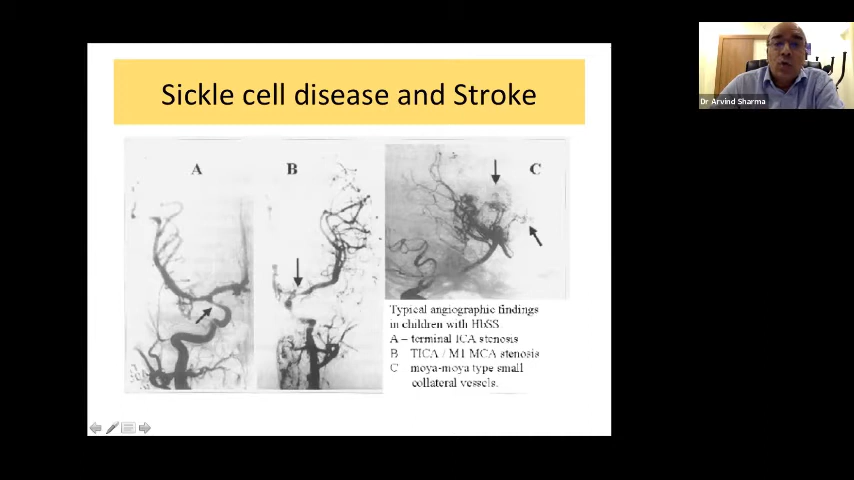 Sickle cell disease and Stroke
A
B
C
Typical angiographic findings
in children with HbSS
A – terminal ICA stenosis
B TICA / M1 MCA stenosis
C moya-moya type small
collateral vessels.
Dr Arvind Sharma